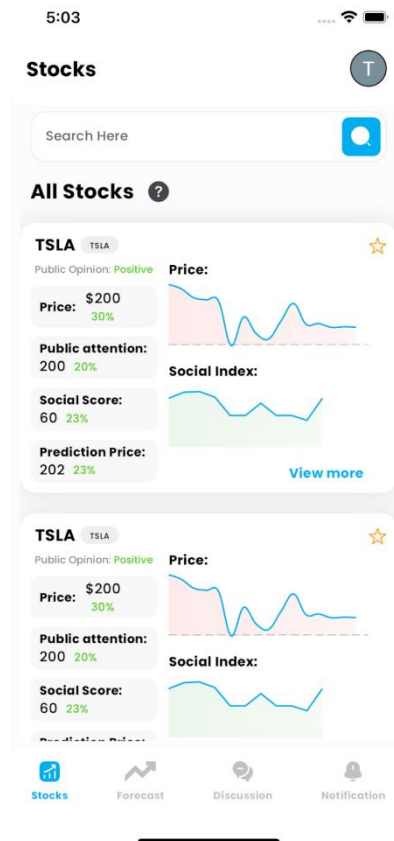 5:03
Stocks
T
Search Here
All Stocks ?
TSLA TSLA
Public Opinion: Positive
Price: $200
30%
Public attention:
200 20%
Social Score:
60 23%
Prediction Price:
202 23%
Price:
Social Index:
View more
TSLA TSLA
Public Opinion: Positive
Price: $200
30%
Public attention:
200 20%
Social Score:
60 23%
Prediction Price:
Price:
Social Index:
Stocks Forecast Discussion Notification